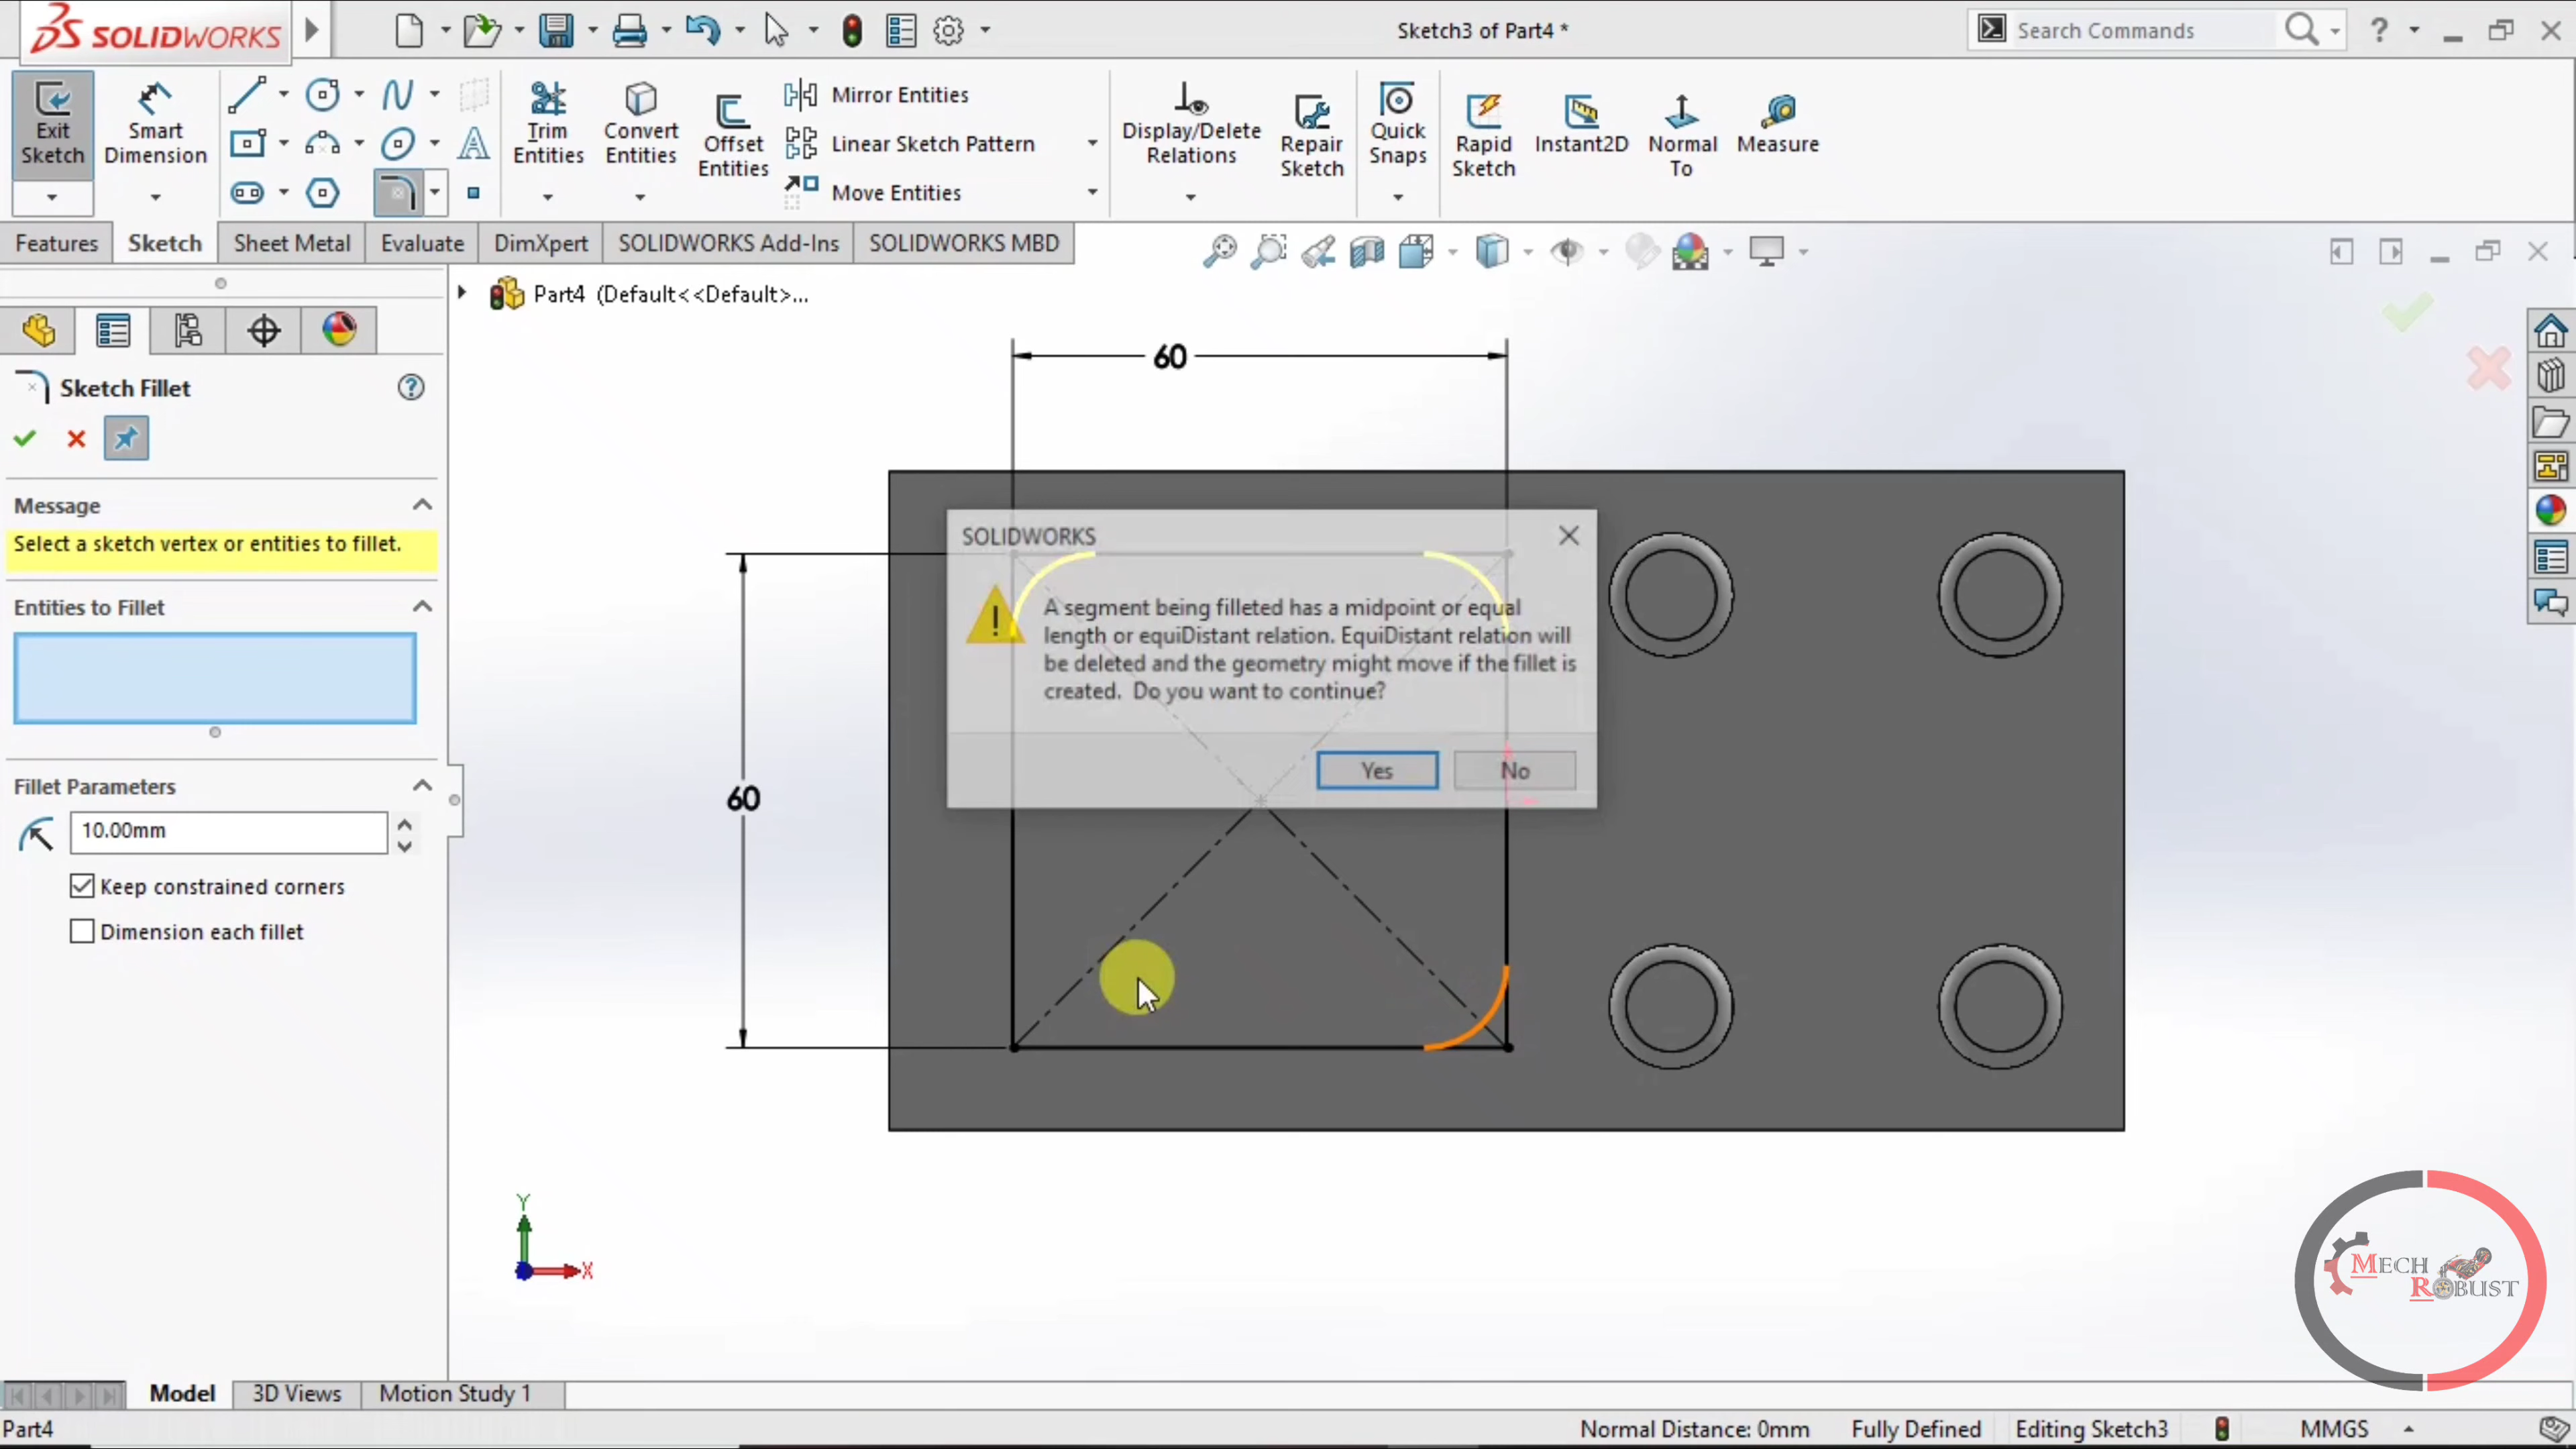 SOLIDWORKS
Sketch3 of Part4 *
Search Commands
?
Exit Sketch
Smart Dimension
Trim Entities
Convert Entities
Offset Entities
Mirror Entities
Linear Sketch Pattern
Move Entities
Display/Delete Relations
Repair Sketch
Quick Snaps
Rapid Sketch
Instant2D
Normal To
Measure
Features
Sketch
Sheet Metal
Evaluate
DimXpert
SOLIDWORKS Add-Ins
SOLIDWORKS MBD
Part4 (Default<<Default>...
Sketch Fillet
?
Message
Select a sketch vertex or entities to fillet.
Entities to Fillet
Fillet Parameters
10.00mm
Keep constrained corners
Dimension each fillet
60
60
SOLIDWORKS
A segment being filleted has a midpoint or equal
length or equiDistant relation. EquiDistant relation will
be deleted and the geometry might move if the fillet is
created. Do you want to continue?
Yes
No
Y
X
MECH
ROBUST
Model
3D Views
Motion Study 1
Part4
Normal Distance: 0mm
Fully Defined
Editing Sketch3
MMGS